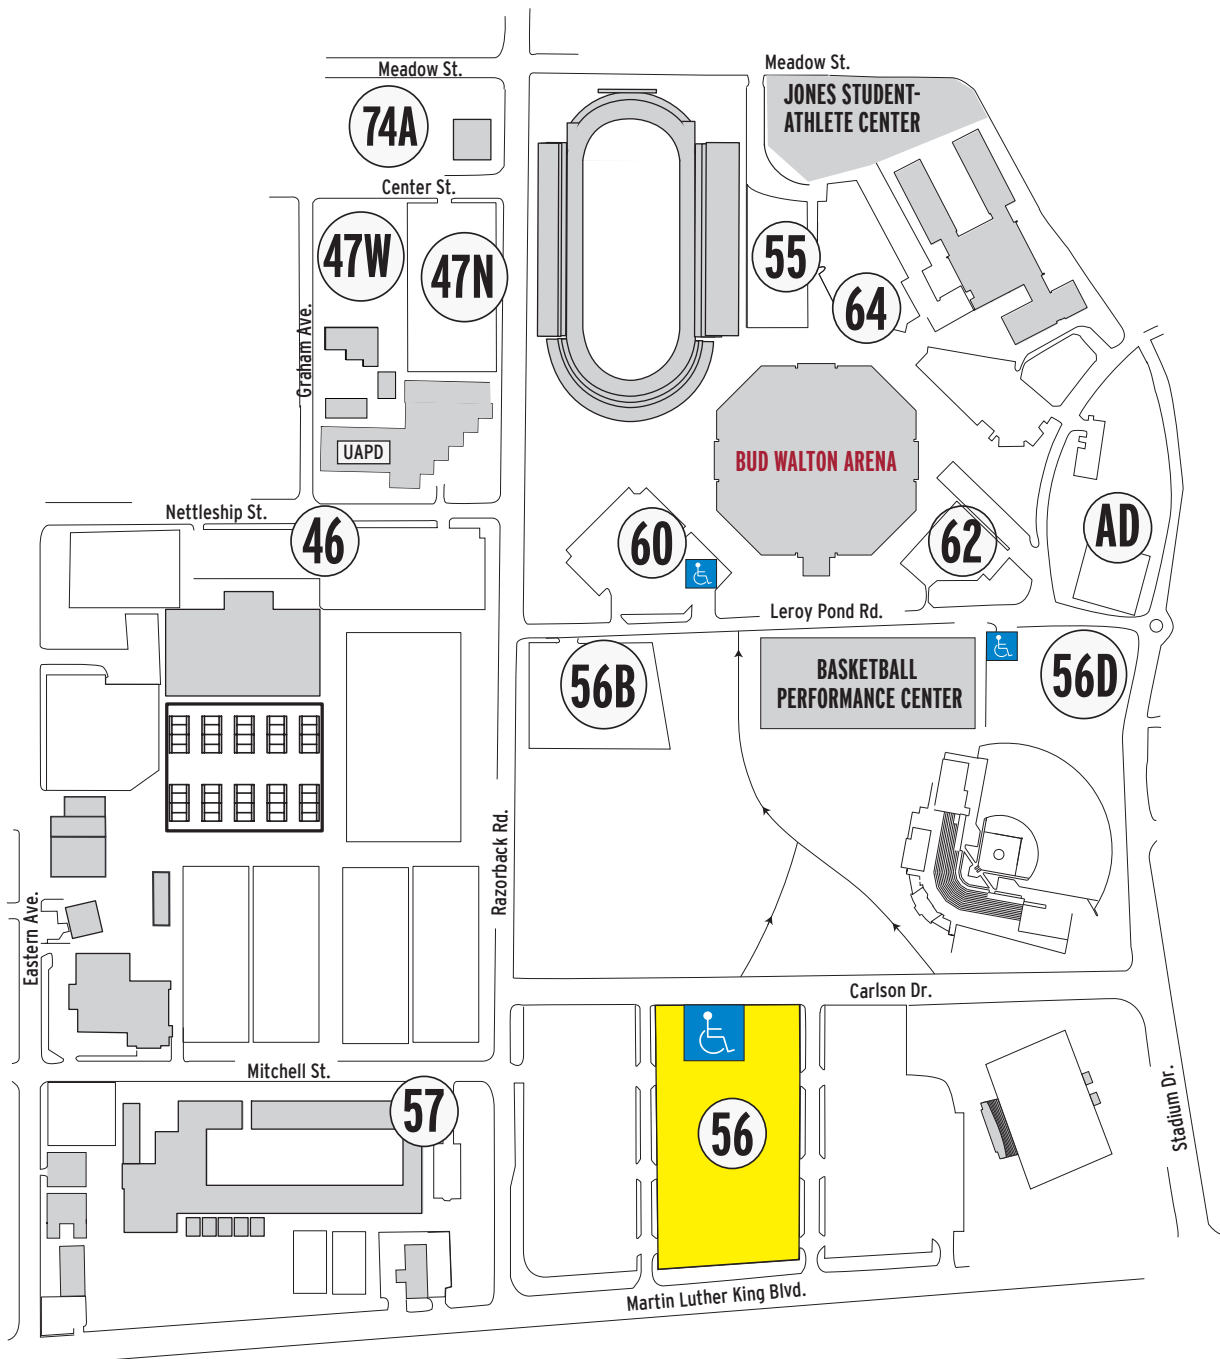 Meadow St.
Meadow St.
JONES STUDENT-
ATHLETE CENTER
74A
Center St.
47W
47N
55
64
Graham Ave.
UAPD
BUD WALTON ARENA
Nettleship St.
46
60
62
AD
Leroy Pond Rd.
56B
BASKETBALL
PERFORMANCE CENTER
56D
Razorback Rd.
Eastern Ave.
Carlson Dr.
Mitchell St.
57
56
Stadium Dr.
Martin Luther King Blvd.